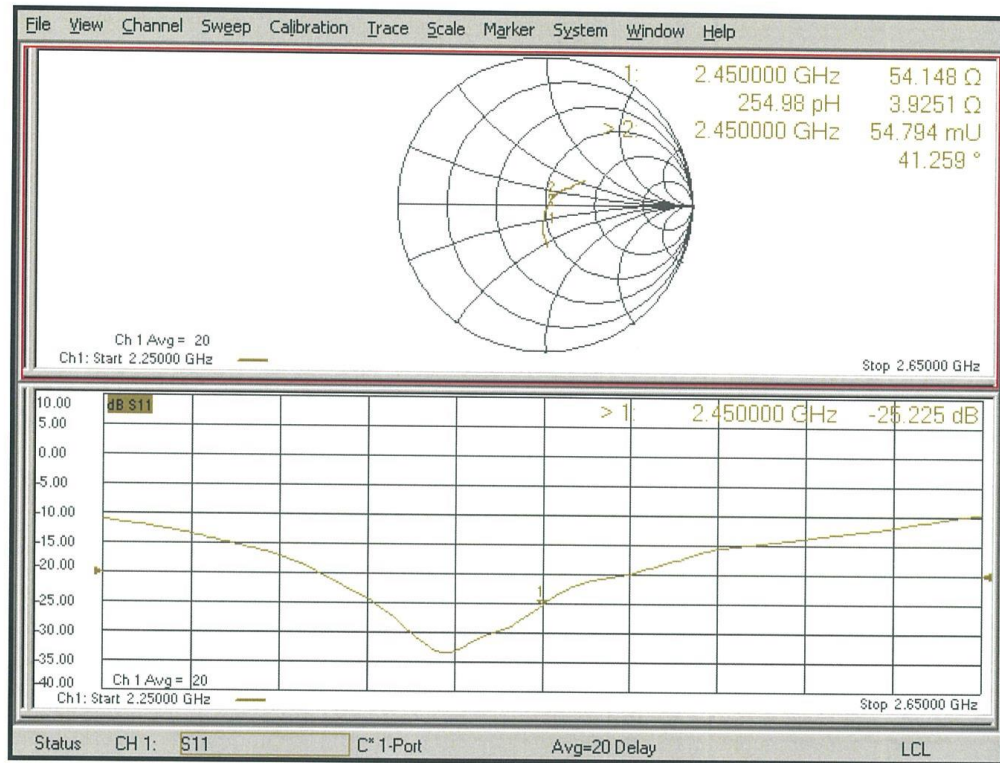 File View Channel Sweep Calibration Trace Scale Marker System Window Help
1: 2.450000 GHz 54.148 Ω
254.98 pH 3.9251 Ω
> 2 2.450000 GHz 54.794 mU
41.259 °
2
1
Ch 1 Avg = 20
Ch1: Start 2.25000 GHz
Stop 2.65000 GHz
dB S11
> 1: 2.450000 GHz -25.225 dB
10.00
5.00
0.00
-5.00
-10.00
-15.00
-20.00
-25.00
-30.00
-35.00
-40.00
1
Ch 1 Avg = 20
Ch1: Start 2.25000 GHz
Stop 2.65000 GHz
Status CH 1: S11 C* 1-Port Avg=20 Delay LCL